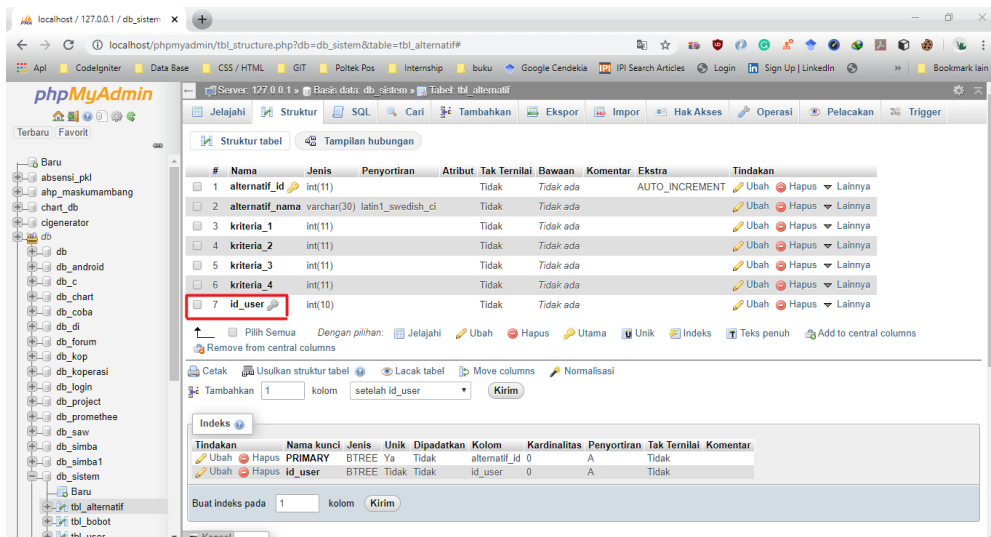 localhost / 127.0.0.1 / db_sistem
localhost/phpmyadmin/tbl_structure.php?db=db_sistem&table=tbl_alternatif#
Apl CodeIgniter Data Base CSS / HTML GIT Poltek Pos Internship buku Google Cendekia IPI IPI Search Articles Login in Sign Up | LinkedIn » Bookmark lain
phpMyAdmin
Terbaru Favorit
Baru
absensi_pkl
ahp_maskumambang
chart_db
cigenerator
db
db
db_android
db_c
db_chart
db_coba
db_di
db_forum
db_kop
db_koperasi
db_login
db_project
db_promethee
db_saw
db_simba
db_simba1
db_sistem
Baru
tbl_alternatif
tbl_bobot
tbl_user
Server: 127.0.0.1 » Basis data: db_sistem » Tabel: tbl_alternatif
Jelajahi Struktur SQL Cari Tambahkan Ekspor Impor Hak Akses Operasi Pelacakan Trigger
Struktur tabel Tampilan hubungan
# Nama Jenis Penyortiran Atribut Tak Ternilai Bawaan Komentar Ekstra Tindakan
1 alternatif_id int(11) Tidak Tidak ada AUTO_INCREMENT Ubah Hapus Lainnya
2 alternatif_nama varchar(30) latin1_swedish_ci Tidak Tidak ada Ubah Hapus Lainnya
3 kriteria_1 int(11) Tidak Tidak ada Ubah Hapus Lainnya
4 kriteria_2 int(11) Tidak Tidak ada Ubah Hapus Lainnya
5 kriteria_3 int(11) Tidak Tidak ada Ubah Hapus Lainnya
6 kriteria_4 int(11) Tidak Tidak ada Ubah Hapus Lainnya
7 id_user int(10) Tidak Tidak ada Ubah Hapus Lainnya
Pilih Semua Dengan pilihan: Jelajahi Ubah Hapus Utama Unik Indeks Teks penuh Add to central columns
Remove from central columns
Cetak Usulkan struktur tabel Lacak tabel Move columns Normalisasi
Tambahkan 1 kolom setelah id_user Kirim
Indeks
Tindakan Nama kunci Jenis Unik Dipadatkan Kolom Kardinalitas Penyortiran Tak Ternilai Komentar
Ubah Hapus PRIMARY BTREE Ya Tidak alternatif_id 0 A Tidak
Ubah Hapus id_user BTREE Tidak Tidak id_user 0 A Tidak
Buat indeks pada 1 kolom Kirim
Konsol